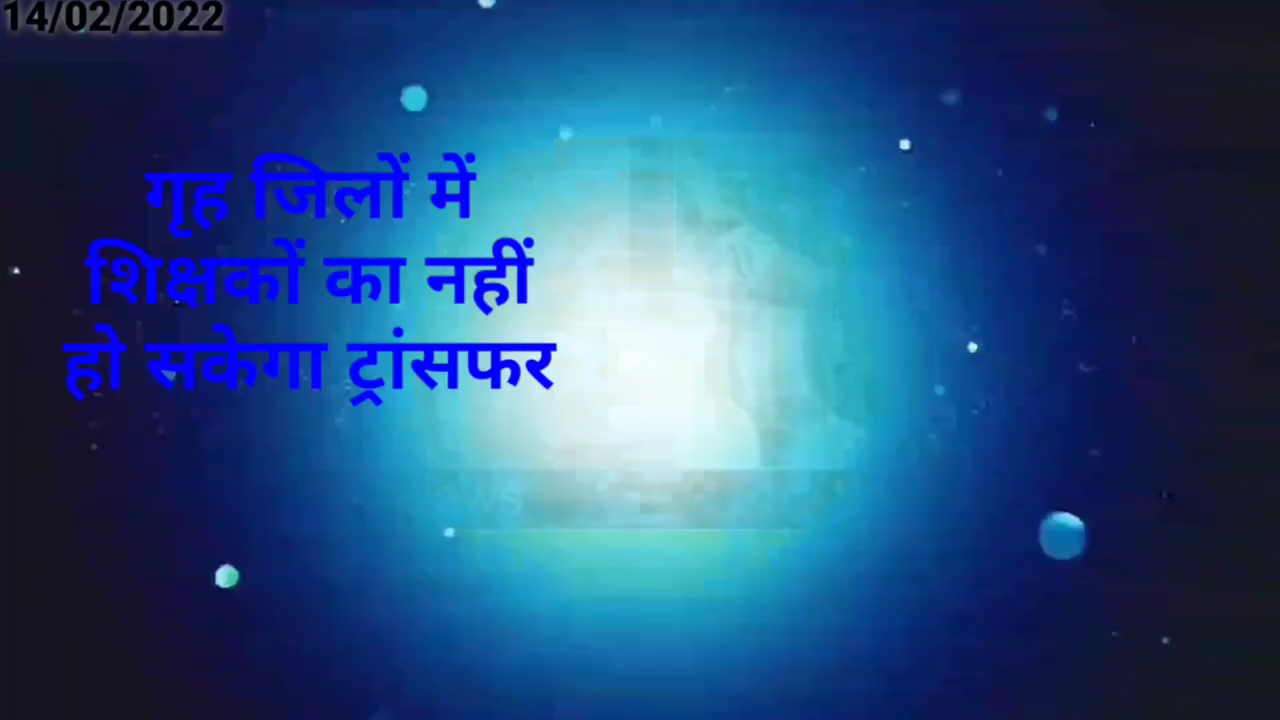 14/02/2022
गृह जिलों में
शिक्षकों का नहीं
हो सकेगा ट्रांसफर